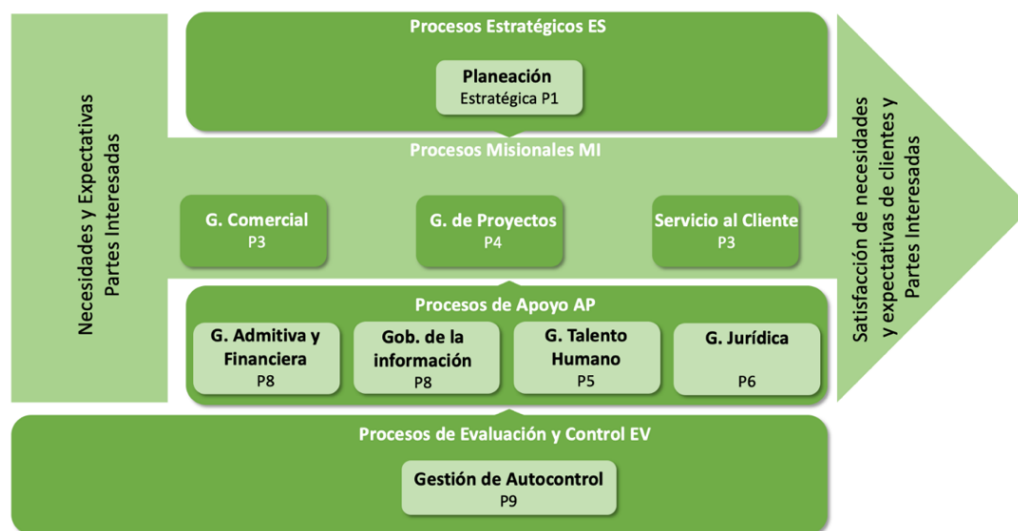 Necesidades y Expectativas
Partes Interesadas
Procesos Estratégicos ES
Planeación
Estratégica P1
Procesos Misionales MI
G. Comercial
P3
G. de Proyectos
P4
Servicio al Cliente
P3
Procesos de Apoyo AP
G. Admitiva y
Financiera
P8
Gob. de la
información
P8
G. Talento
Humano
P5
G. Jurídica
P6
Procesos de Evaluación y Control EV
Gestión de Autocontrol
P9
Satisfacción de necesidades
y expectativas de clientes y
Partes Interesadas